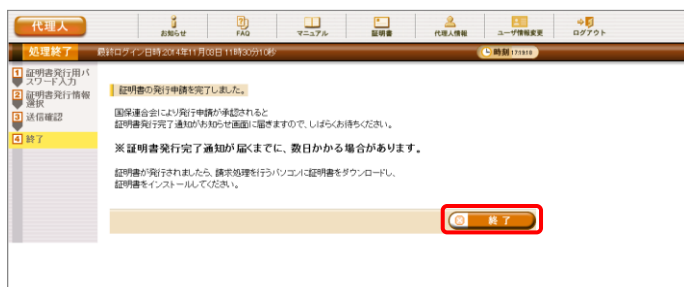 代理人
お知らせ
FAQ
マニュアル
証明書
代理人情報
ユーザ情報変更
ログアウト
処理終了
最終ログイン日時:2014年11月03日 11時30分10秒
時刻 171919
1 証明書発行用パ
スワード入力
2 証明書発行情報
選択
3 送信確認
4 終了
証明書の発行申請を完了しました。
国保連合会により発行申請が承認されると
証明書発行完了通知がお知らせ画面に届きますので、しばらくお待ちください。
※証明書発行完了通知が届くまでに、数日かかる場合があります。
証明書が発行されましたら、請求処理を行うパソコンに証明書をダウンロードし、
証明書をインストールしてください。
終了